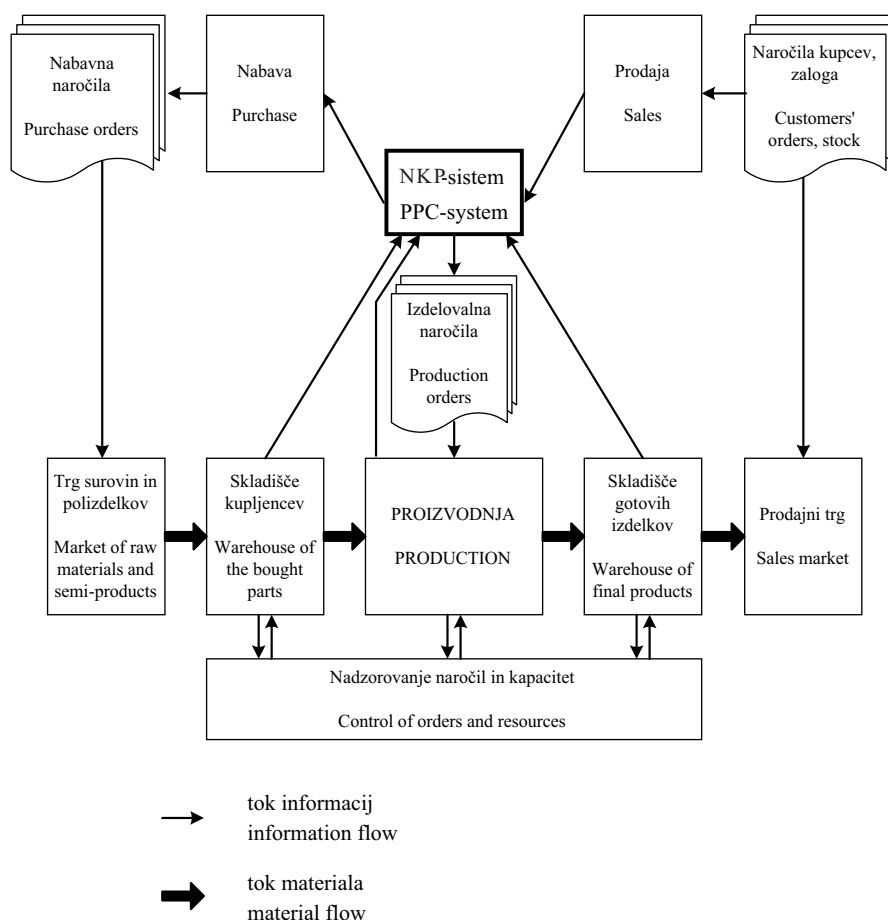 Nabavna
naročila
Purchase orders
Nabava
Purchase
Prodaja
Sales
Naročila kupcev,
zaloga
Customers'
orders, stock
NKP-sistem
PPC-system
Izdelovalna
naročila
Production
orders
Trg surovin in
polizdelkov
Market of raw
materials and
semi-products
Skladišče
kupljencev
Warehouse of
the bought
parts
PROIZVODNJA
PRODUCTION
Skladišče
gotovih
izdelkov
Warehouse of
final products
Prodajni trg
Sales market
Nadzorovanje naročil in kapacitet
Control of orders and resources
tok informacij
information flow
tok materiala
material flow